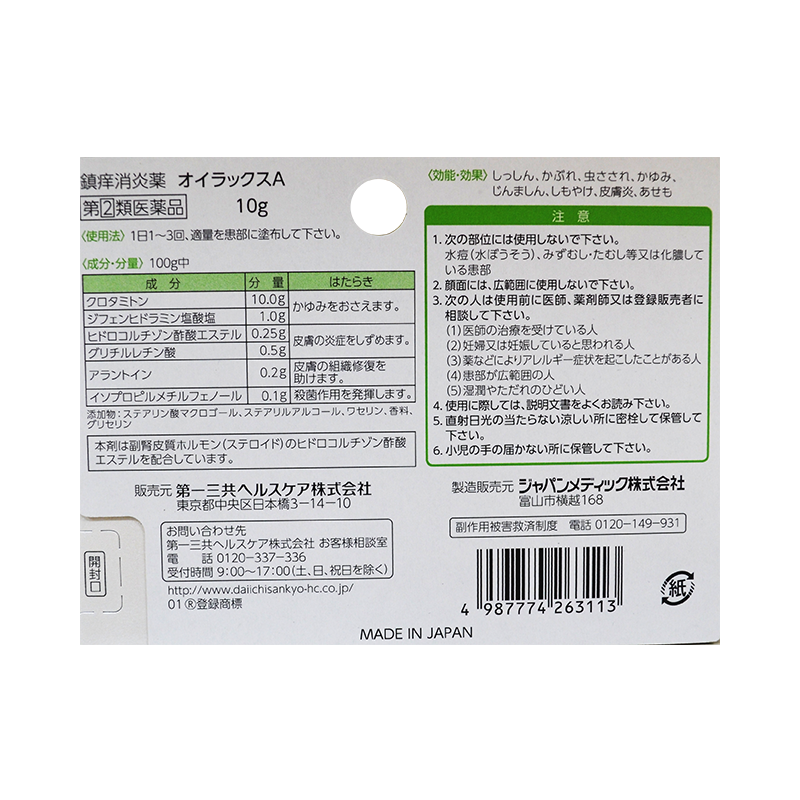 鎮痒消炎薬 オイラックスA
指定第②類医薬品 10g
〈使用法〉1日1〜3回、適量を患部に塗布して下さい。
〈成分・分量〉100g中
成分 分量 はたらき
クロタミトン 10.0g かゆみをおさえます。
ジフェンヒドラミン塩酸塩 1.0g
ヒドロコルチゾン酢酸エステル 0.25g 皮膚の炎症をしずめます。
グリチルレチン酸 0.5g
アラントイン 0.2g 皮膚の組織修復を
助けます。
イソプロピルメチルフェノール 0.1g 殺菌作用を発揮します。
添加物:ステアリン酸マクロゴール、ステアリルアルコール、ワセリン、香料、
グリセリン
本剤は副腎皮質ホルモン(ステロイド)のヒドロコルチゾン酢酸
エステルを配合しています。
販売元 第一三共ヘルスケア株式会社
東京都中央区日本橋3-14-10
お問い合わせ先
第一三共ヘルスケア株式会社 お客様相談室
電話 0120-337-336
受付時間 9:00〜17:00(土、日、祝日を除く)
http://www.daiichisankyo-hc.co.jp/
01 ®登録商標
開封口
〈効能・効果〉しっしん、かぶれ、虫さされ、かゆみ、
じんましん、しもやけ、皮膚炎、あせも
注意
1. 次の部位には使用しないで下さい。
水痘(水ぼうそう)、みずむし・たむし等又は化膿して
いる患部
2. 顔面には、広範囲に使用しないで下さい。
3. 次の人は使用前に医師、薬剤師又は登録販売者に
相談して下さい。
(1)医師の治療を受けている人
(2)妊婦又は妊娠していると思われる人
(3)薬などによりアレルギー症状を起こしたことがある人
(4)患部が広範囲の人
(5)湿潤やただれのひどい人
4. 使用に際しては、説明文書をよくお読み下さい。
5. 直射日光の当たらない涼しい所に密栓して保管して
下さい。
6. 小児の手の届かない所に保管して下さい。
製造販売元 ジャパンメディック株式会社
富山市横越168
副作用被害救済制度 電話 0120-149-931
4 987774 263113
紙
MADE IN JAPAN